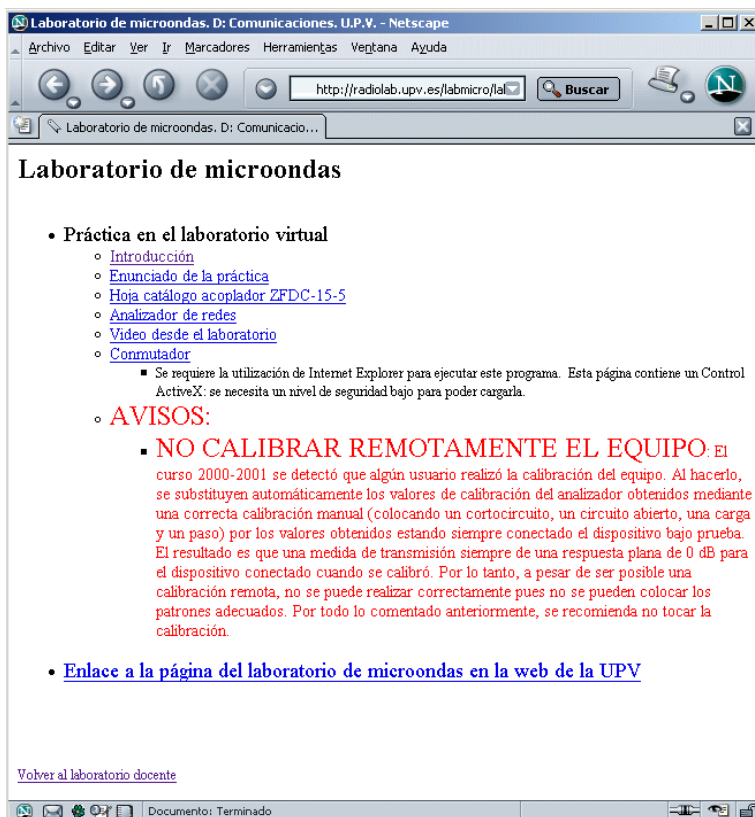 Laboratorio de microondas. D: Comunicaciones. U.P.V. - Netscape
Archivo Editar Ver Ir Marcadores Herramientas Ventana Ayuda
http://radiolab.upv.es/labmicro/lal
Buscar
Laboratorio de microondas. D: Comunicacio...
Laboratorio de microondas
Práctica en el laboratorio virtual
Introducción
Enunciado de la práctica
Hoja catálogo acoplador ZFDC-15-5
Analizador de redes
Video desde el laboratorio
Conmutador
Se requiere la utilización de Internet Explorer para ejecutar este programa. Esta página contiene un Control
ActiveX: se necesita un nivel de seguridad bajo para poder cargarla.
AVISOS:
NO CALIBRAR REMOTAMENTE EL EQUIPO: El
curso 2000-2001 se detectó que algún usuario realizó la calibración del equipo. Al hacerlo,
se substituyen automáticamente los valores de calibración del analizador obtenidos mediante
una correcta calibración manual (colocando un cortocircuito, un circuito abierto, una carga
y un paso) por los valores obtenidos estando siempre conectado el dispositivo bajo prueba.
El resultado es que una medida de transmisión siempre de una respuesta plana de 0 dB para
el dispositivo conectado cuando se calibró. Por lo tanto, a pesar de ser posible una
calibración remota, no se puede realizar correctamente pues no se pueden colocar los
patrones adecuados. Por todo lo comentado anteriormente, se recomienda no tocar la
calibración.
Enlace a la página del laboratorio de microondas en la web de la UPV
Volver al laboratorio docente
Documento: Terminado